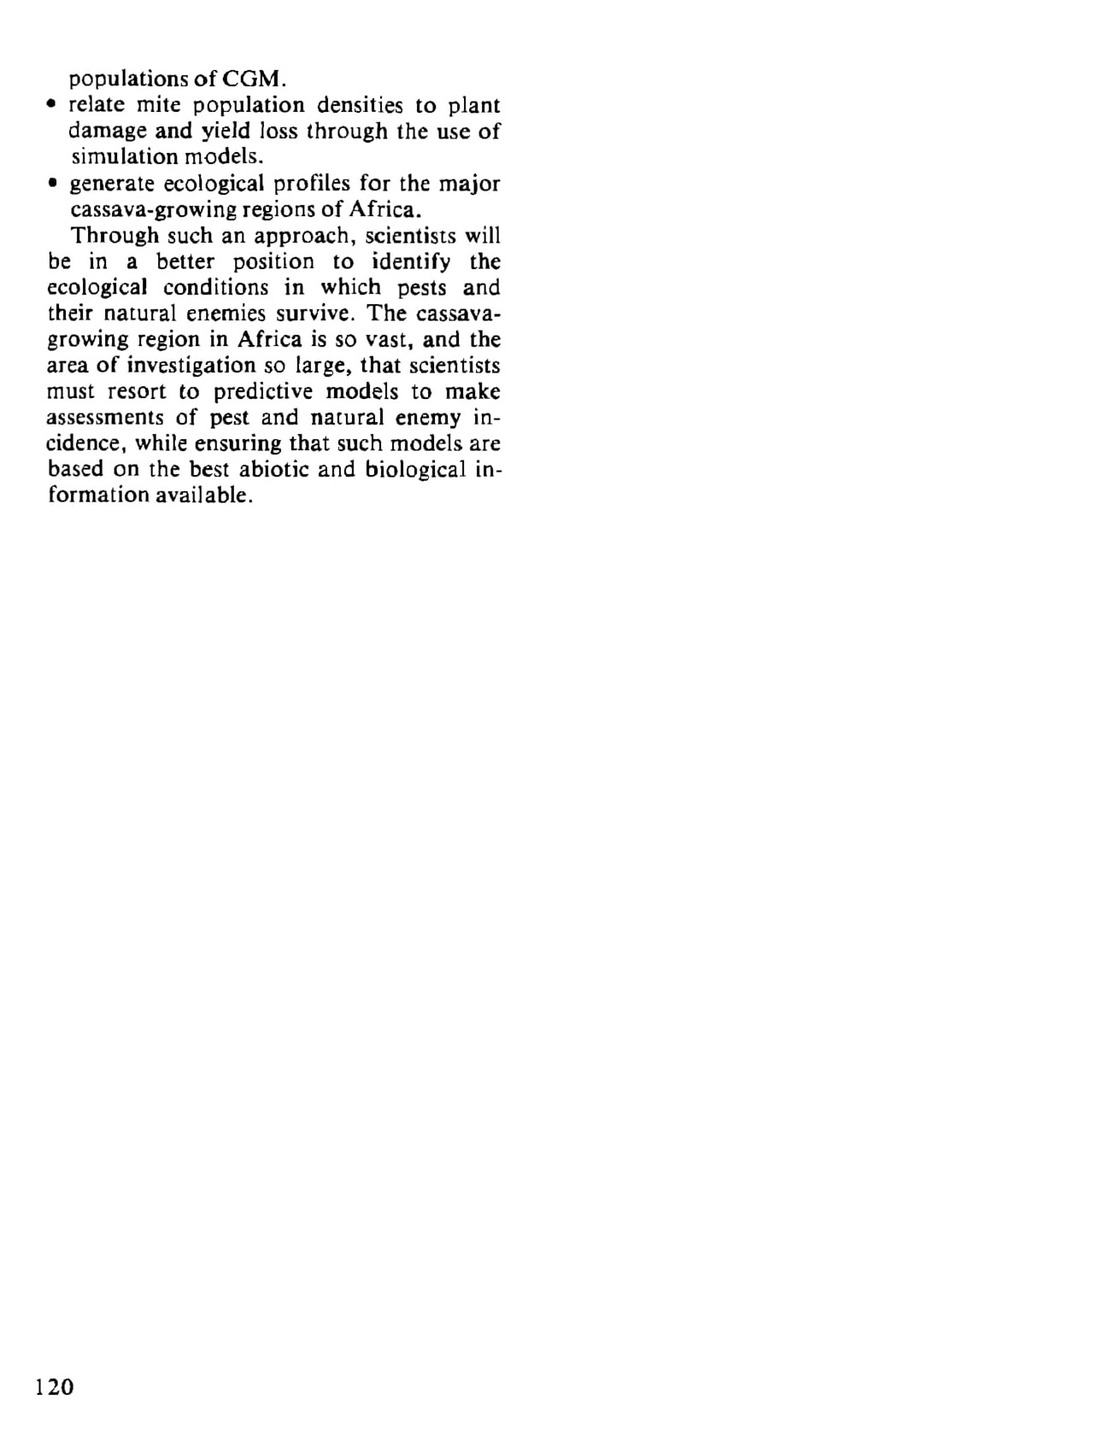 populations of CGM.
• relate mite population densities to plant
damage and yield loss through the use of
simulation models.
• generate ecological profiles for the major
cassava-growing regions of Africa.
Through such an approach, scientists will
be in a better position to identify the
ecological conditions in which pests and
their natural enemies survive. The cassava-
growing region in Africa is so vast, and the
area of investigation so large, that scientists
must resort to predictive models to make
assessments of pest and natural enemy in-
cidence, while ensuring that such models are
based on the best abiotic and biological in-
formation available.
120